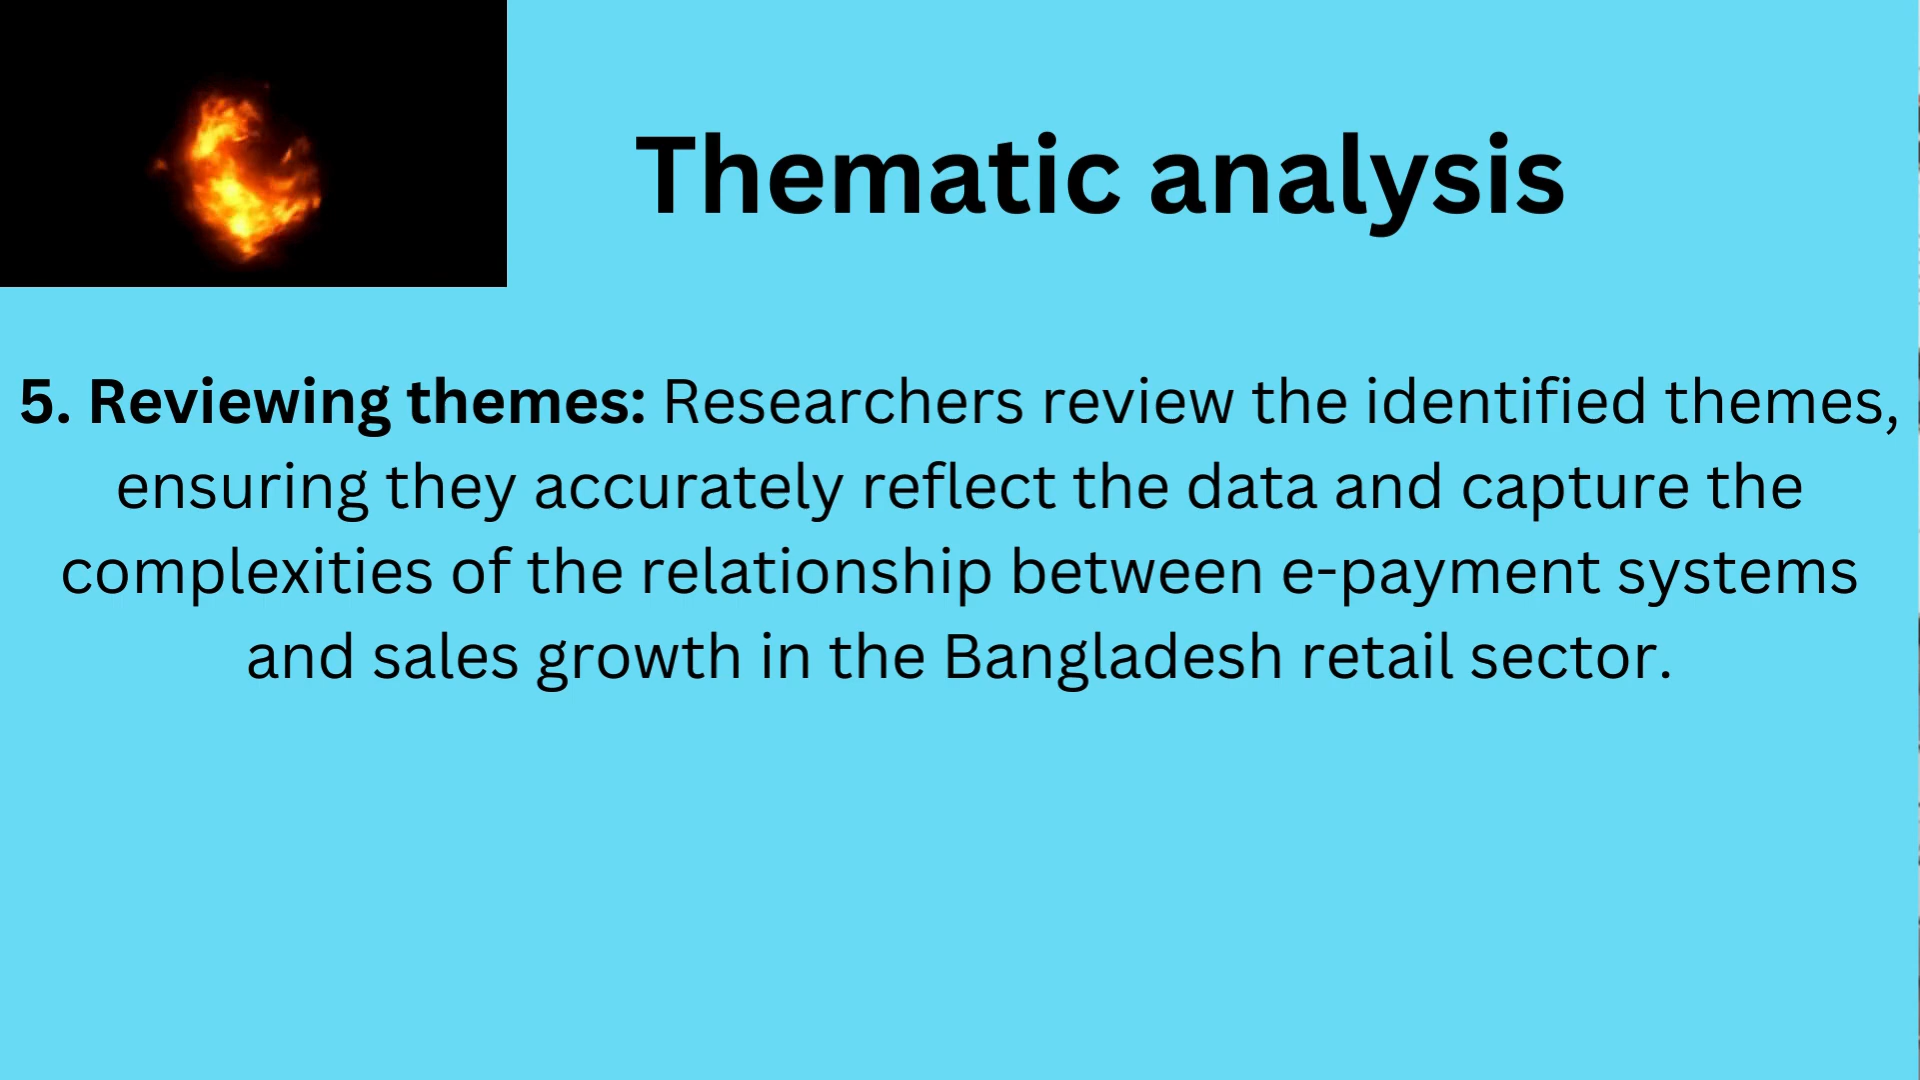 Thematic analysis
5. Reviewing themes: Researchers review the identified themes,
ensuring they accurately reflect the data and capture the
complexities of the relationship between e-payment systems
and sales growth in the Bangladesh retail sector.